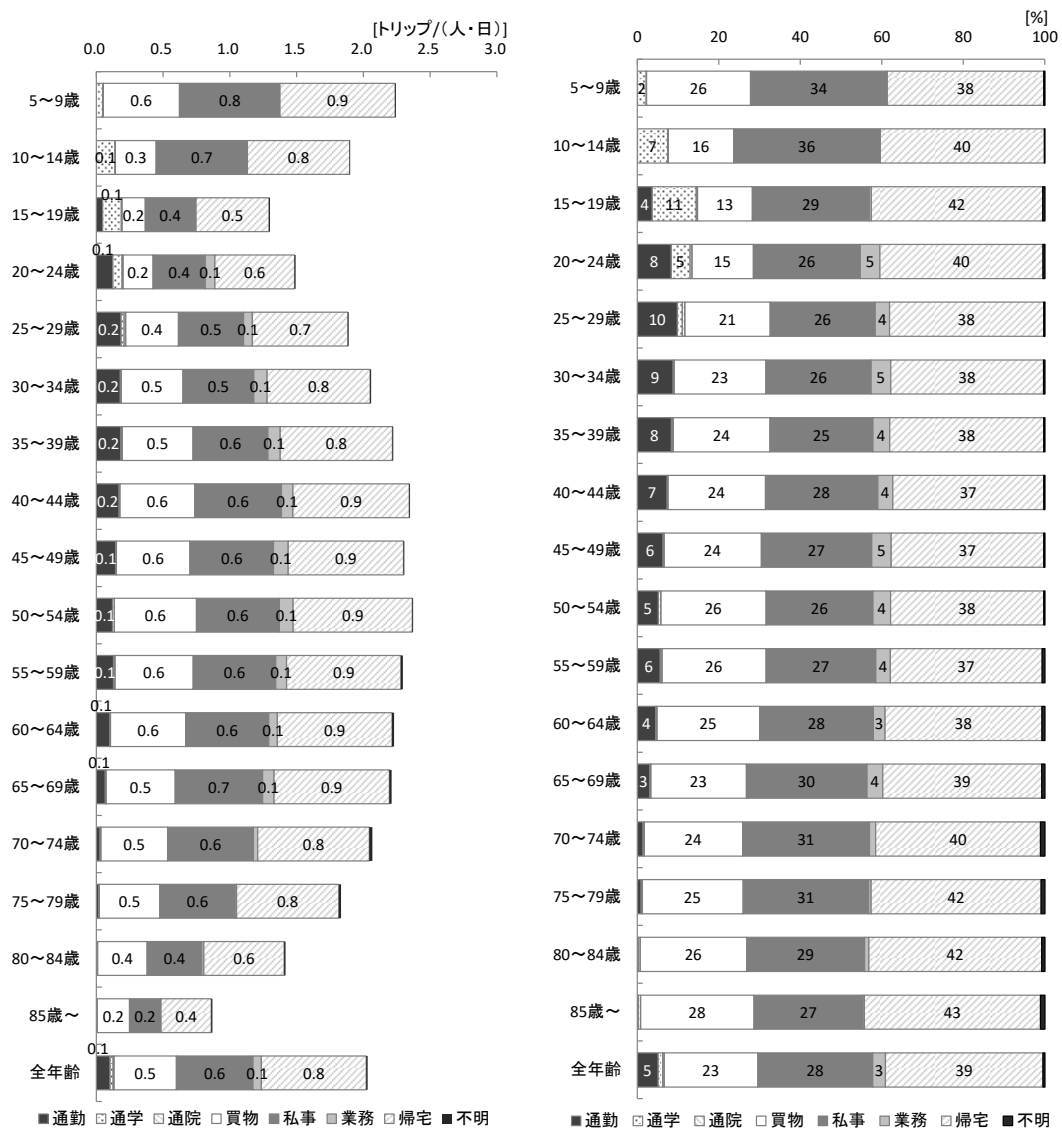 [トリップ/(人・日)]
0.0 0.5 1.0 1.5 2.0 2.5 3.0
5～9歳 0.6 0.8 0.9
10～14歳 0.1 0.3 0.7 0.8
0.1
15～19歳 0.2 0.4 0.5
0.1
20～24歳 0.2 0.4 0.1 0.6
25～29歳 0.2 0.4 0.5 0.1 0.7
30～34歳 0.2 0.5 0.5 0.1 0.8
35～39歳 0.2 0.5 0.6 0.1 0.8
40～44歳 0.2 0.6 0.6 0.1 0.9
45～49歳 0.1 0.6 0.6 0.1 0.9
50～54歳 0.1 0.6 0.6 0.1 0.9
55～59歳 0.1 0.6 0.6 0.1 0.9
0.1
60～64歳 0.6 0.6 0.1 0.9
0.1
65～69歳 0.5 0.7 0.1 0.9
70～74歳 0.5 0.6 0.8
75～79歳 0.5 0.6 0.8
80～84歳 0.4 0.4 0.6
85歳～ 0.2 0.2 0.4
0.1
全年齢 0.5 0.6 0.1 0.8
通勤 通学 通院 買物 私事 業務 帰宅 不明
[%]
0 20 40 60 80 100
5～9歳 2 26 34 38
10～14歳 7 16 36 40
15～19歳 4 11 13 29 42
20～24歳 8 5 15 26 5 40
25～29歳 10 21 26 4 38
30～34歳 9 23 26 5 38
35～39歳 8 24 25 4 38
40～44歳 7 24 28 4 37
45～49歳 6 24 27 5 37
50～54歳 5 26 26 4 38
55～59歳 6 26 27 4 37
60～64歳 4 25 28 3 38
65～69歳 3 23 30 4 39
70～74歳 24 31 40
75～79歳 25 31 42
80～84歳 26 29 42
85歳～ 28 27 43
全年齢 5 23 28 3 39
通勤 通学 通院 買物 私事 業務 帰宅 不明